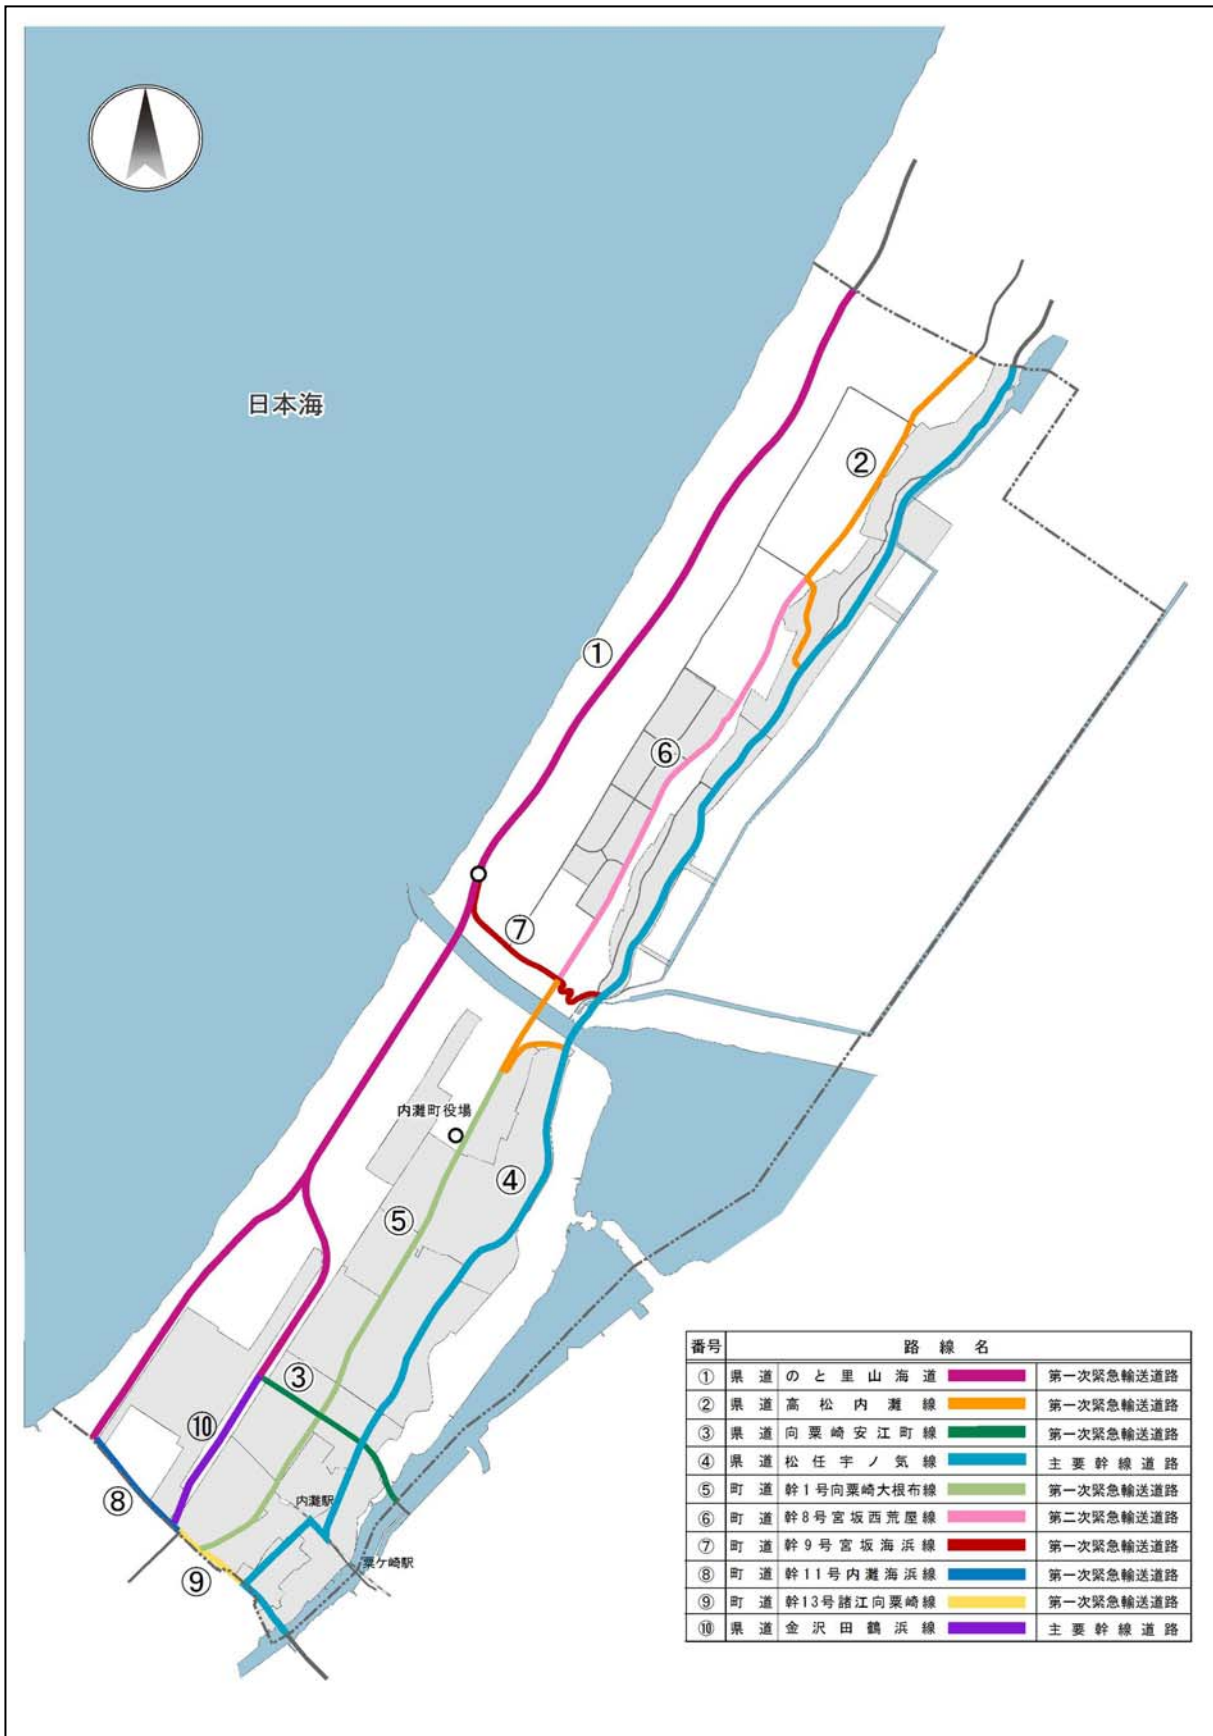 日本海
②
①
⑥
⑦
内灘町役場
④
⑤
③
⑩
内灘駅
⑧
粟ケ崎駅
⑨
番号 路線名
① 県道 のと里山海道 第一次緊急輸送道路
② 県道 高松内灘線 第一次緊急輸送道路
③ 県道 向粟崎安江町線 第一次緊急輸送道路
④ 県道 松任宇ノ気線 主要幹線道路
⑤ 町道 幹1号向粟崎大根布線 第一次緊急輸送道路
⑥ 町道 幹8号宮坂西荒屋線 第二次緊急輸送道路
⑦ 町道 幹9号宮坂海浜線 第一次緊急輸送道路
⑧ 町道 幹11号内灘海浜線 第一次緊急輸送道路
⑨ 町道 幹13号諸江向粟崎線 第一次緊急輸送道路
⑩ 県道 金沢田鶴浜線 主要幹線道路